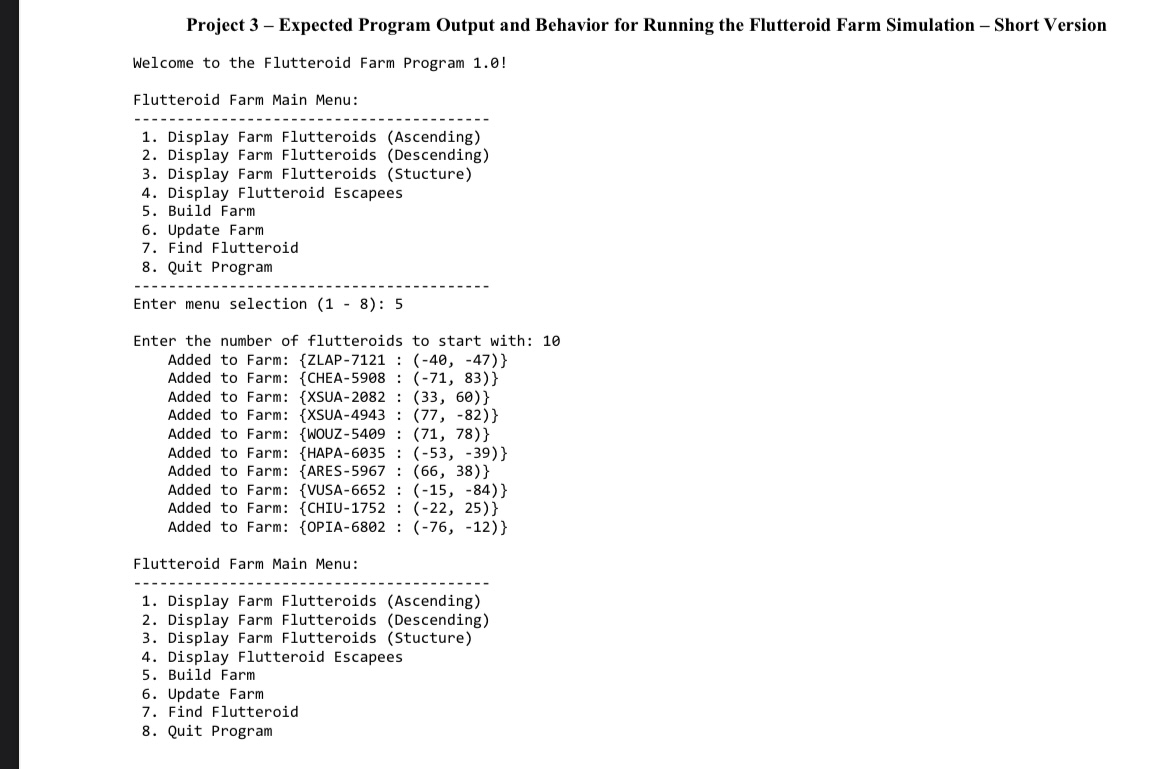 Project 3 – Expected Program Output and Behavior for Running the Flutteroid Farm Simulation – Short Version
Welcome to the Flutteroid Farm Program 1.0!
Flutteroid Farm Main Menu:
-----------------------------------------
1. Display Farm Flutteroids (Ascending)
2. Display Farm Flutteroids (Descending)
3. Display Farm Flutteroids (Stucture)
4. Display Flutteroid Escapees
5. Build Farm
6. Update Farm
7. Find Flutteroid
8. Quit Program
-----------------------------------------
Enter menu selection (1 - 8): 5
Enter the number of flutteroids to start with: 10
Added to Farm: {ZLAP-7121 : (-40, -47)}
Added to Farm: {CHEA-5908 : (-71, 83)}
Added to Farm: {XSUA-2082 : (33, 60)}
Added to Farm: {XSUA-4943 : (77, -82)}
Added to Farm: {WOUZ-5409 : (71, 78)}
Added to Farm: {HAPA-6035 : (-53, -39)}
Added to Farm: {ARES-5967 : (66, 38)}
Added to Farm: {VUSA-6652 : (-15, -84)}
Added to Farm: {CHIU-1752 : (-22, 25)}
Added to Farm: {OPIA-6802 : (-76, -12)}
Flutteroid Farm Main Menu:
-----------------------------------------
1. Display Farm Flutteroids (Ascending)
2. Display Farm Flutteroids (Descending)
3. Display Farm Flutteroids (Stucture)
4. Display Flutteroid Escapees
5. Build Farm
6. Update Farm
7. Find Flutteroid
8. Quit Program